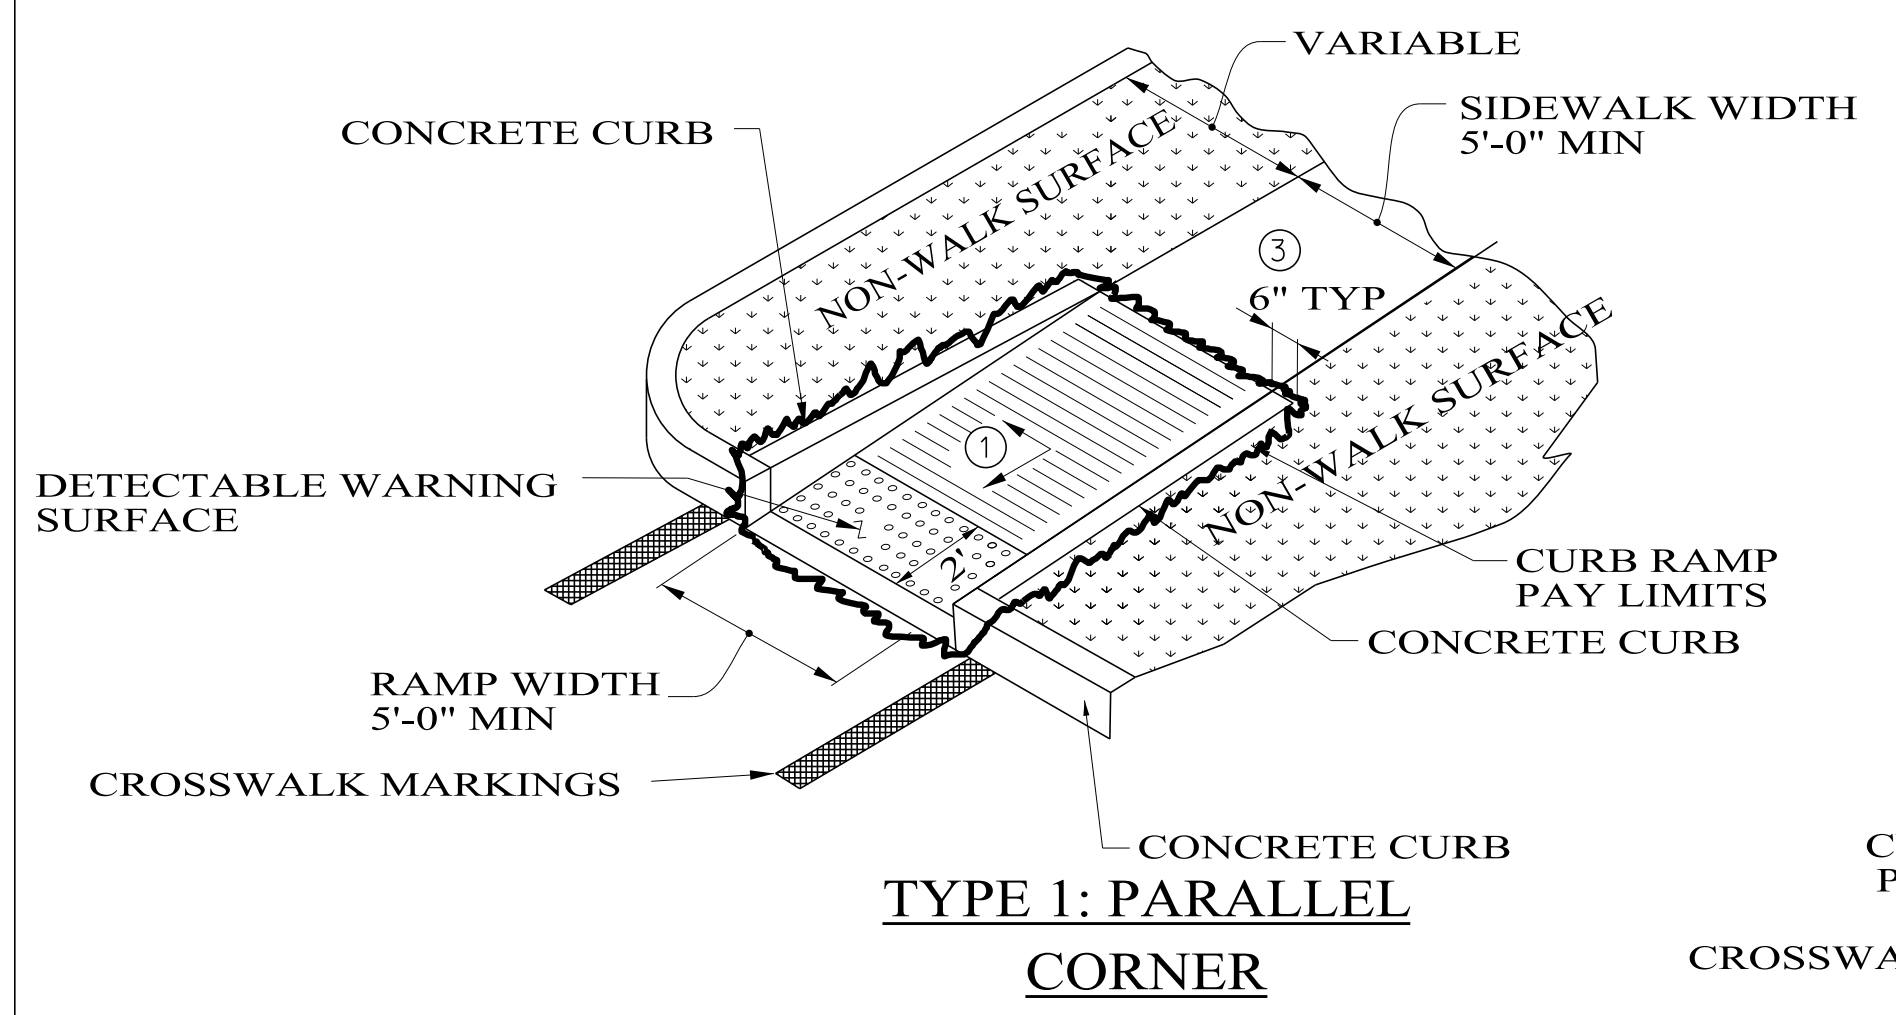 VARIABLE
SIDEWALK WIDTH
5'-0" MIN
CONCRETE CURB
NON-WALK SURFACE
3
6" TYP
NON-WALK SURFACE
1
DETECTABLE WARNING
SURFACE
2'
CURB RAMP
PAY LIMITS
CONCRETE CURB
RAMP WIDTH
5'-0" MIN
CROSSWALK MARKINGS
CONCRETE CURB
C
P
TYPE 1: PARALLEL
CORNER
CROSSWA